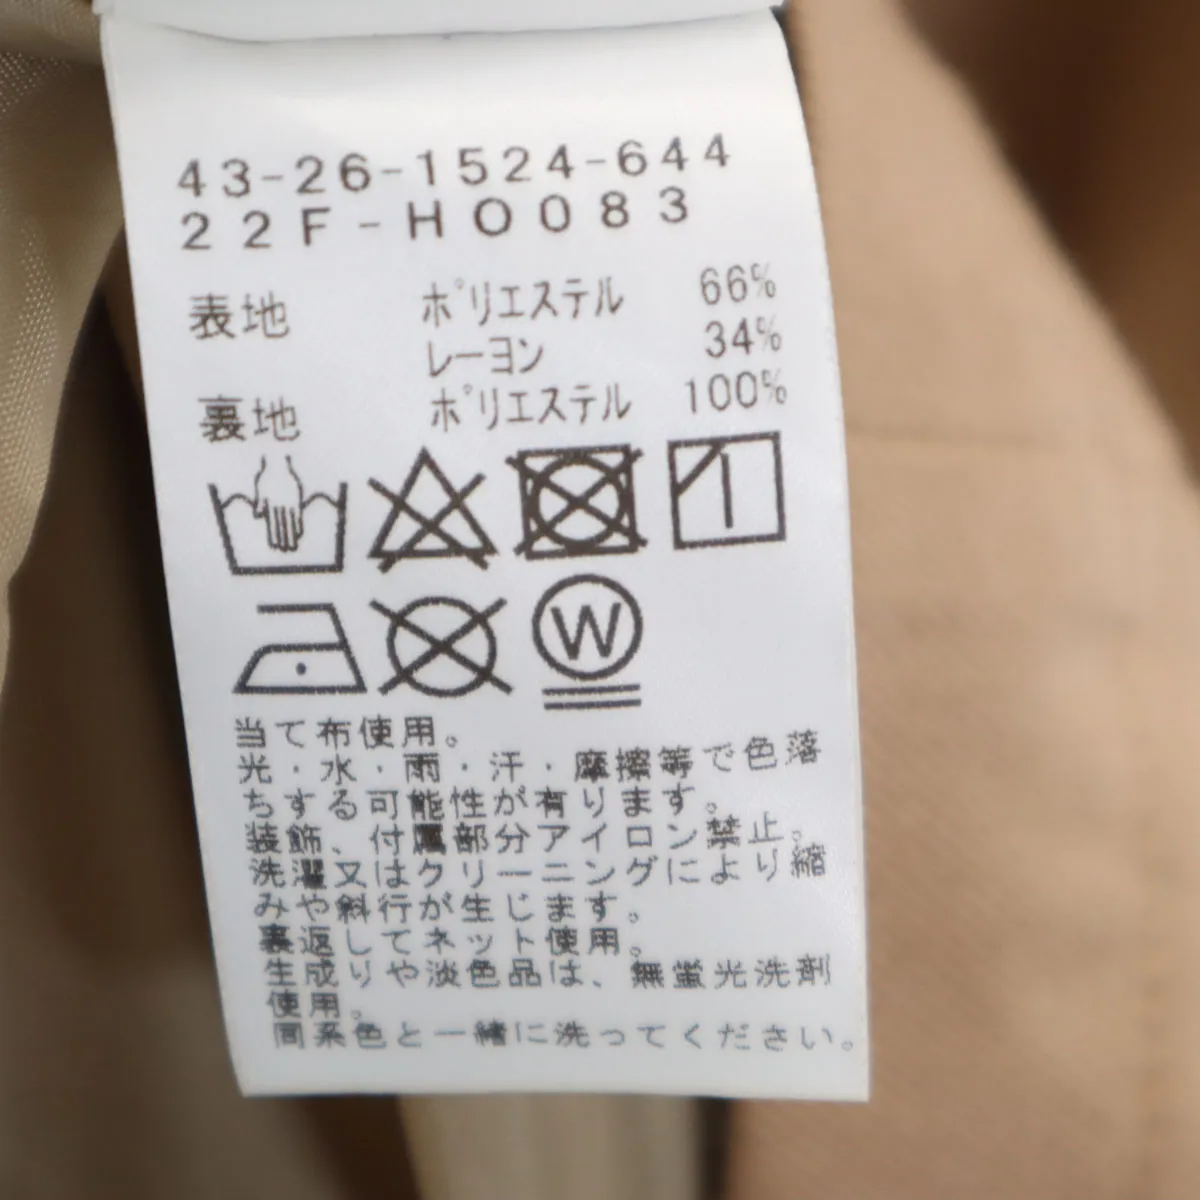 43-26-1524-644
22F-HO083
表地 ポリエステル 66%
レーヨン 34%
裏地 ポリエステル 100%
W
当て布使用。
光・水・雨・汗・摩擦等で色落
ちする可能性が有ります。
装飾、付属部分アイロン禁止。
洗濯又はクリーニングにより縮
みや斜行が生じます。
裏返してネット使用。
生成りや淡色品は、無蛍光洗剤
使用。
同系色と一緒に洗ってください。